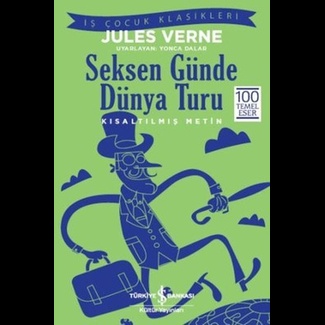 İŞ ÇOCUK KLASİKLERİ
JULES VERNE
UYARLAYAN: YONCA DALAR
Seksen Günde
Dünya Turu
100
TEMEL
ESER
KISALTILMIŞ METİN
TÜRKİYE İŞ BANKASI
Kültür Yayınları